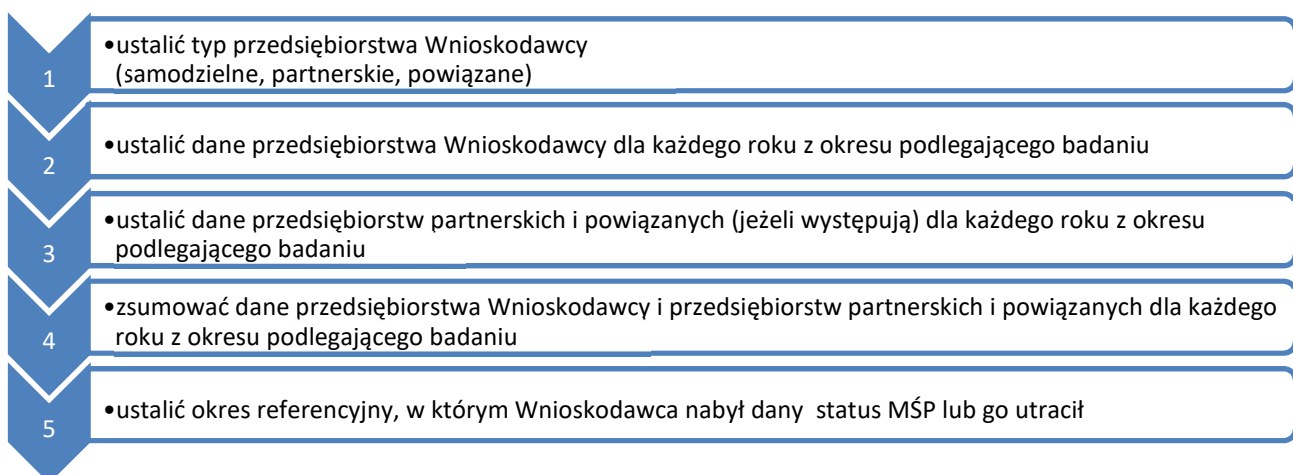 1
•ustalić typ przedsiębiorstwa Wnioskodawcy
(samodzielne, partnerskie, powiązane)
2
•ustalić dane przedsiębiorstwa Wnioskodawcy dla każdego roku z okresu podlegającego badaniu
3
•ustalić dane przedsiębiorstw partnerskich i powiązanych (jeżeli występują) dla każdego roku z okresu
podlegającego badaniu
4
•zsumować dane przedsiębiorstwa Wnioskodawcy i przedsiębiorstw partnerskich i powiązanych dla każdego
roku z okresu podlegającego badaniu
5
•ustalić okres referencyjny, w którym Wnioskodawca nabył dany status MŚP lub go utracił